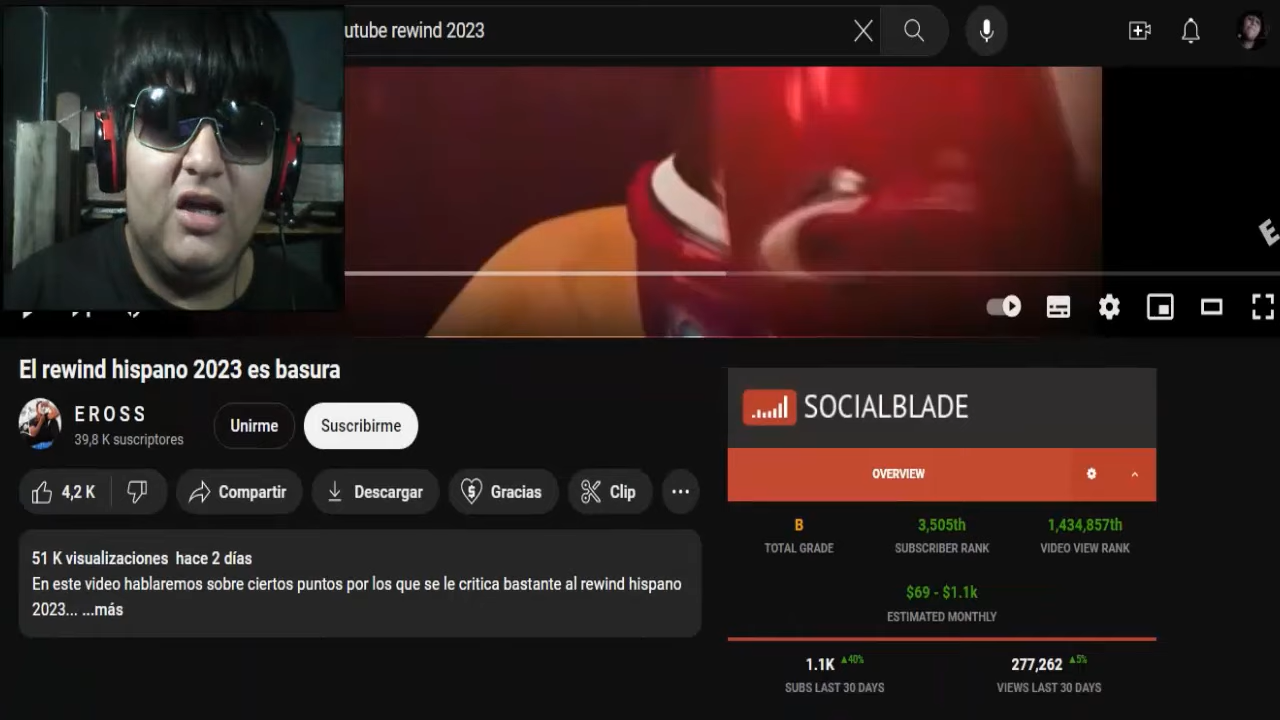 utube rewind 2023
E
El rewind hispano 2023 es basura
E R O S S
39,8 K suscriptores
Unirme
Suscribirme
4,2 K
Compartir
Descargar
Gracias
Clip
51 K visualizaciones hace 2 días
En este video hablaremos sobre ciertos puntos por los que se le critica bastante al rewind hispano
2023... ...más
SOCIALBLADE
OVERVIEW
B
TOTAL GRADE
3,505th
SUBSCRIBER RANK
1,434,857th
VIDEO VIEW RANK
$69 - $1.1k
ESTIMATED MONTHLY
1.1K ▲40%
SUBS LAST 30 DAYS
277,262 ▲5%
VIEWS LAST 30 DAYS